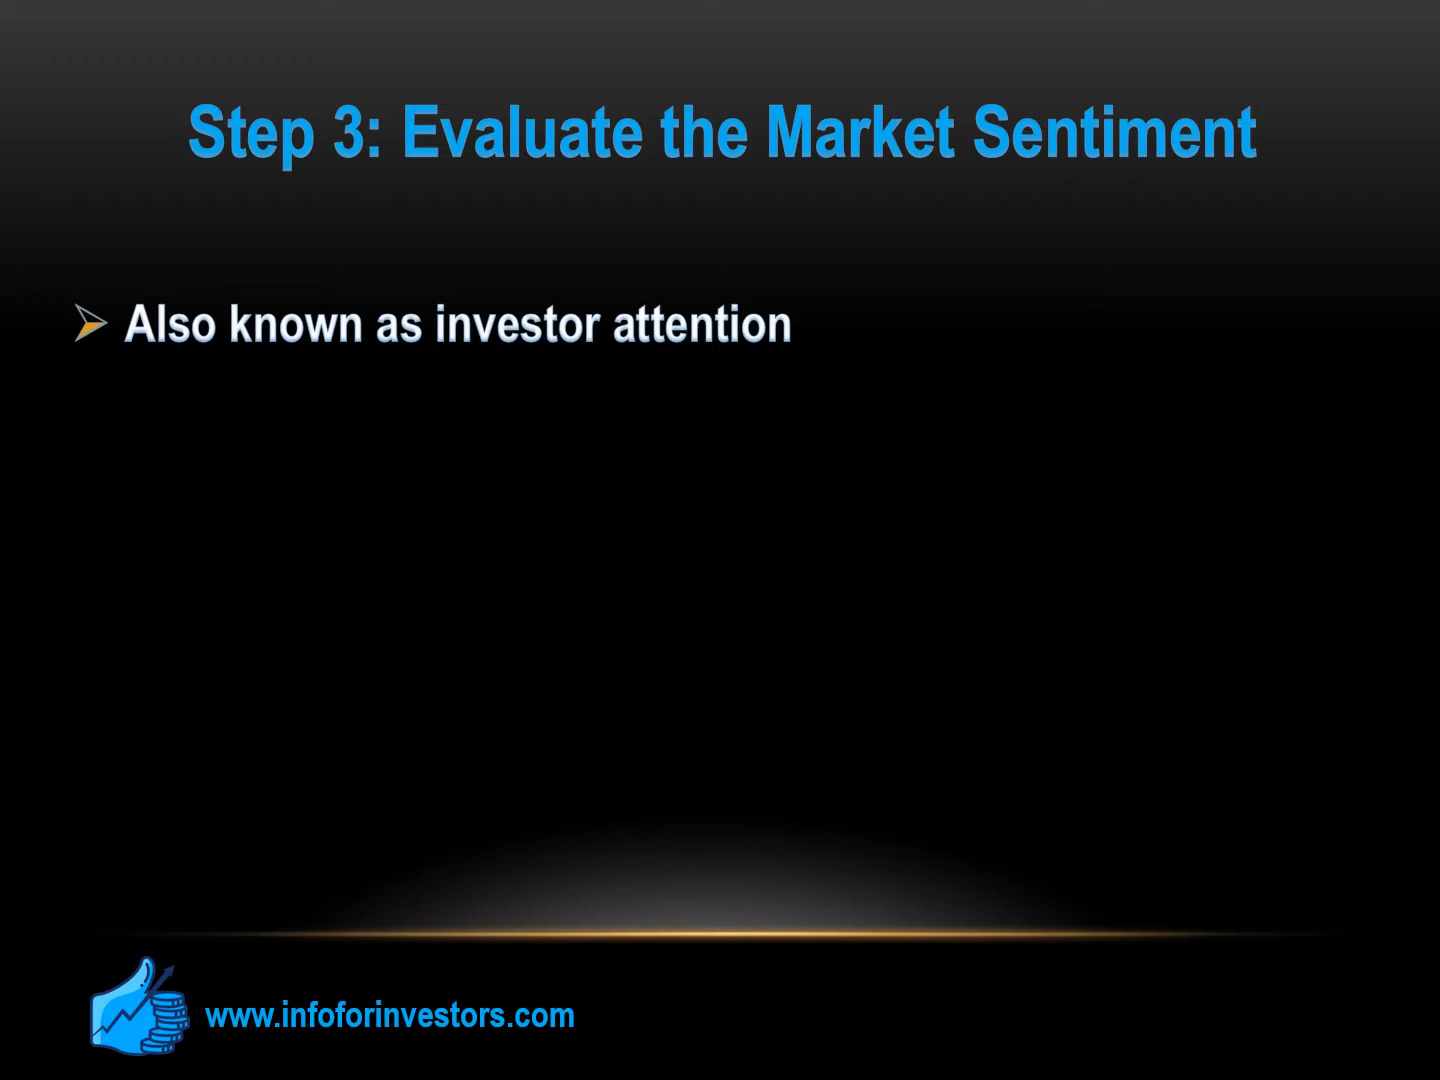 Step 3: Evaluate the Market Sentiment
Also known as investor attention
www.infoforinvestors.com